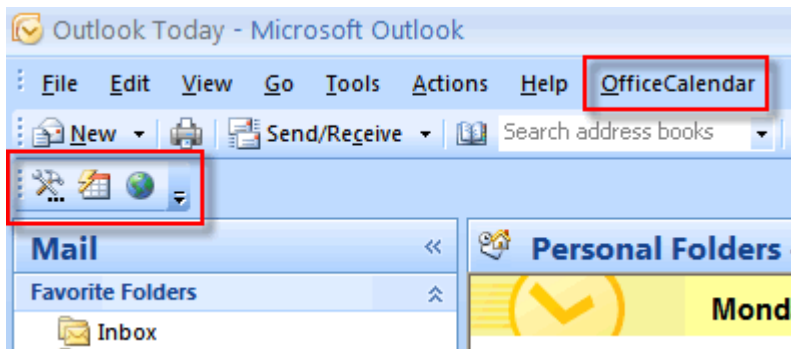 Outlook Today - Microsoft Outlook
File Edit View Go Tools Actions Help OfficeCalendar
New Send/Receive Search address books
Mail « Personal Folders
Favorite Folders
Inbox